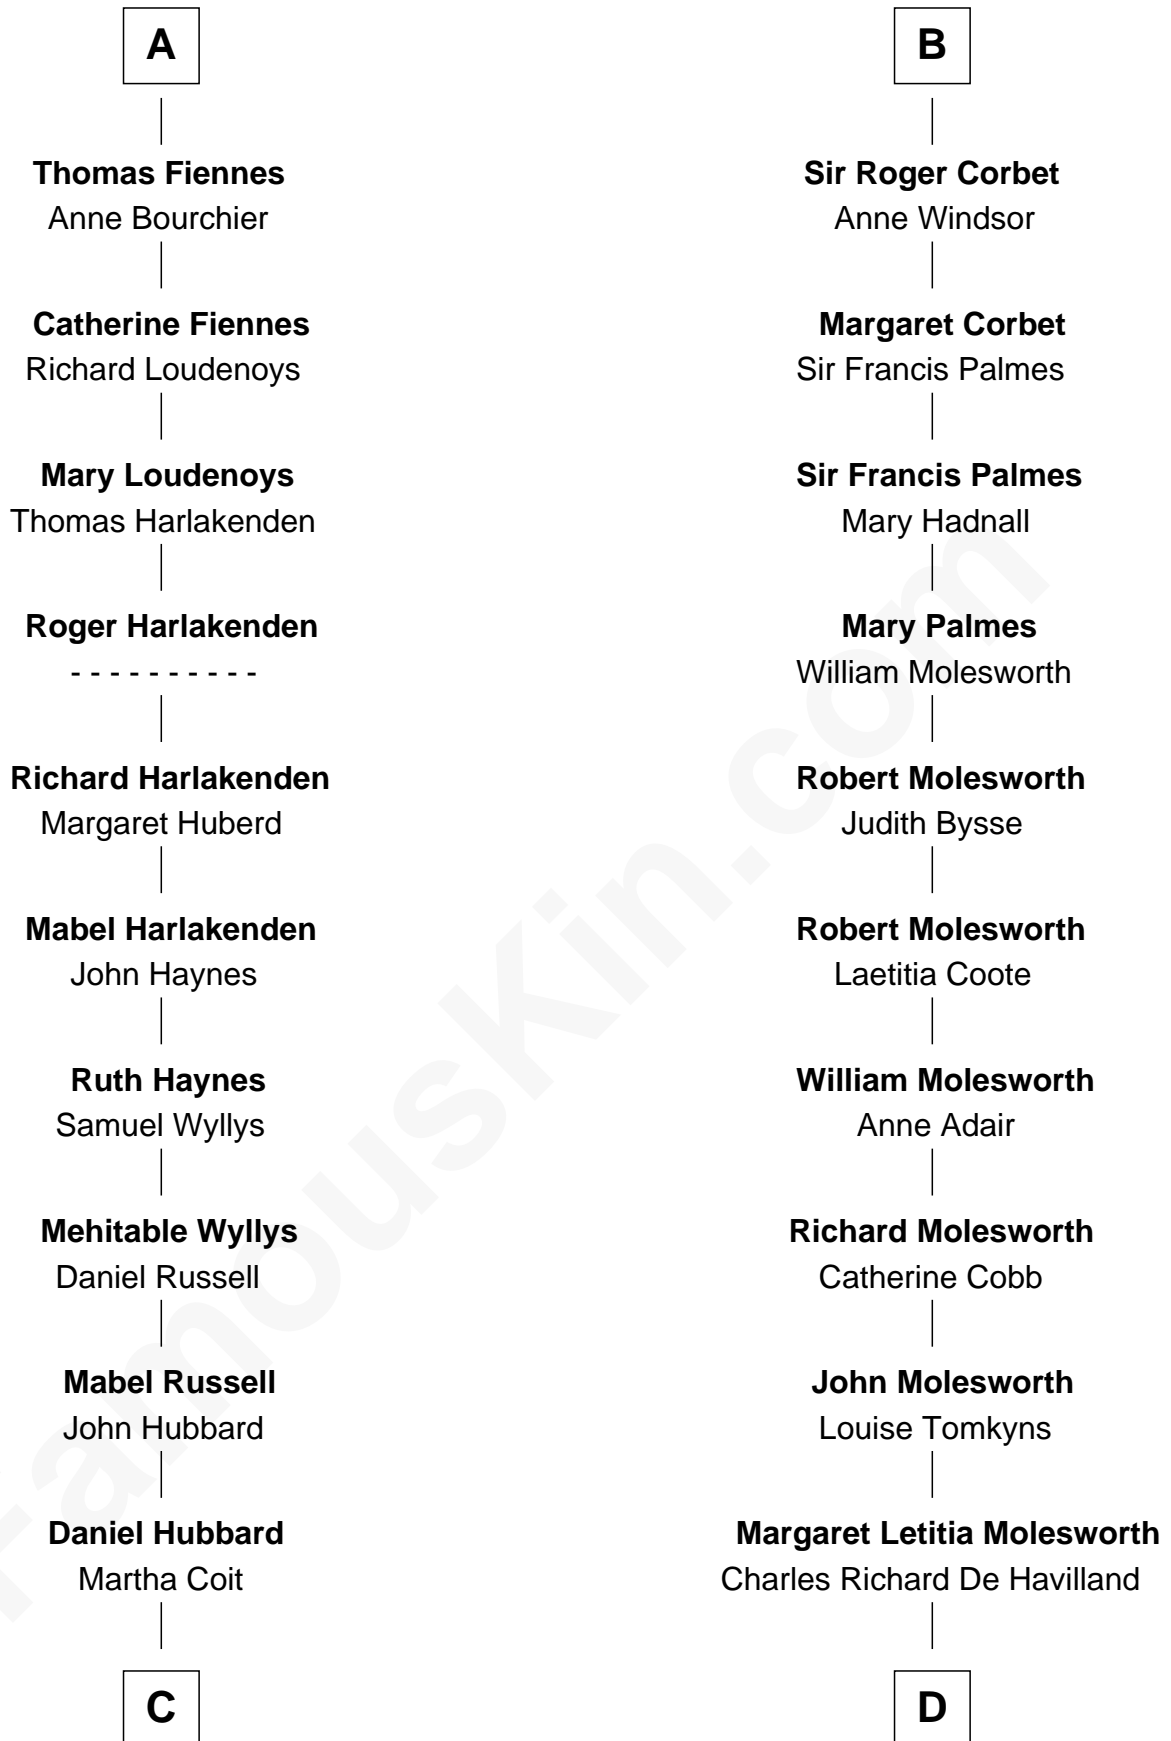 A
Thomas Fiennes
Anne Bourchier
Catherine Fiennes
Richard Loudenoys
Mary Loudenoys
Thomas Harlakenden
Roger Harlakenden
- - - - - - - - - -
Richard Harlakenden
Margaret Huberd
Mabel Harlakenden
John Haynes
Ruth Haynes
Samuel Wyllys
Mehitable Wyllys
Daniel Russell
Mabel Russell
John Hubbard
Daniel Hubbard
Martha Coit
C
B
Sir Roger Corbet
Anne Windsor
Margaret Corbet
Sir Francis Palmes
Sir Francis Palmes
Mary Hadnall
Mary Palmes
William Molesworth
Robert Molesworth
Judith Bysse
Robert Molesworth
Laetitia Coote
William Molesworth
Anne Adair
Richard Molesworth
Catherine Cobb
John Molesworth
Louise Tomkyns
Margaret Letitia Molesworth
Charles Richard De Havilland
D
FamousKin.com